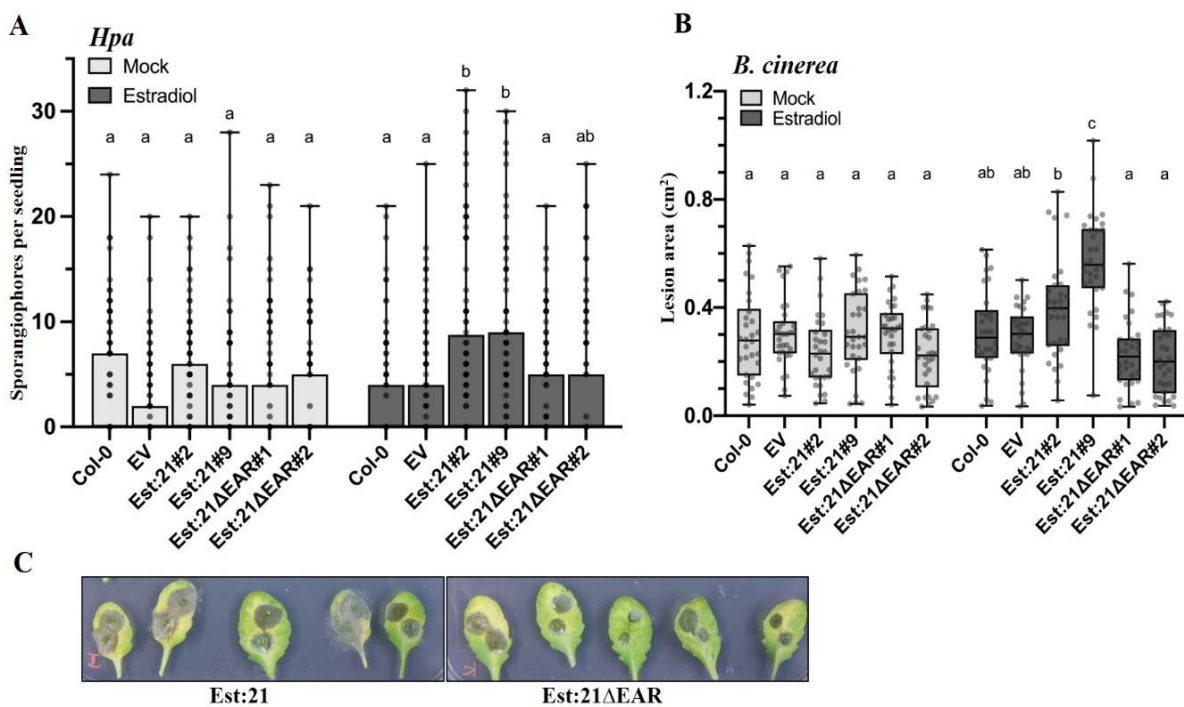 A
Hpa
Mock
Estradiol
Sporangiophores per seedling
30
20
10
0
a a a a a a a a b b a ab
Col-0
EV
Est:21#2
Est:21#9
Est:21ΔEAR#1
Est:21ΔEAR#2
Col-0
EV
Est:21#2
Est:21#9
Est:21ΔEAR#1
Est:21ΔEAR#2
B
B. cinerea
Mock
Estradiol
Lesion area (cm²)
1.2
0.8
0.4
0.0
a a a a a a ab ab b c a a
Col-0
EV
Est:21#2
Est:21#9
Est:21ΔEAR#1
Est:21ΔEAR#2
Col-0
EV
Est:21#2
Est:21#9
Est:21ΔEAR#1
Est:21ΔEAR#2
C
Est:21
Est:21ΔEAR